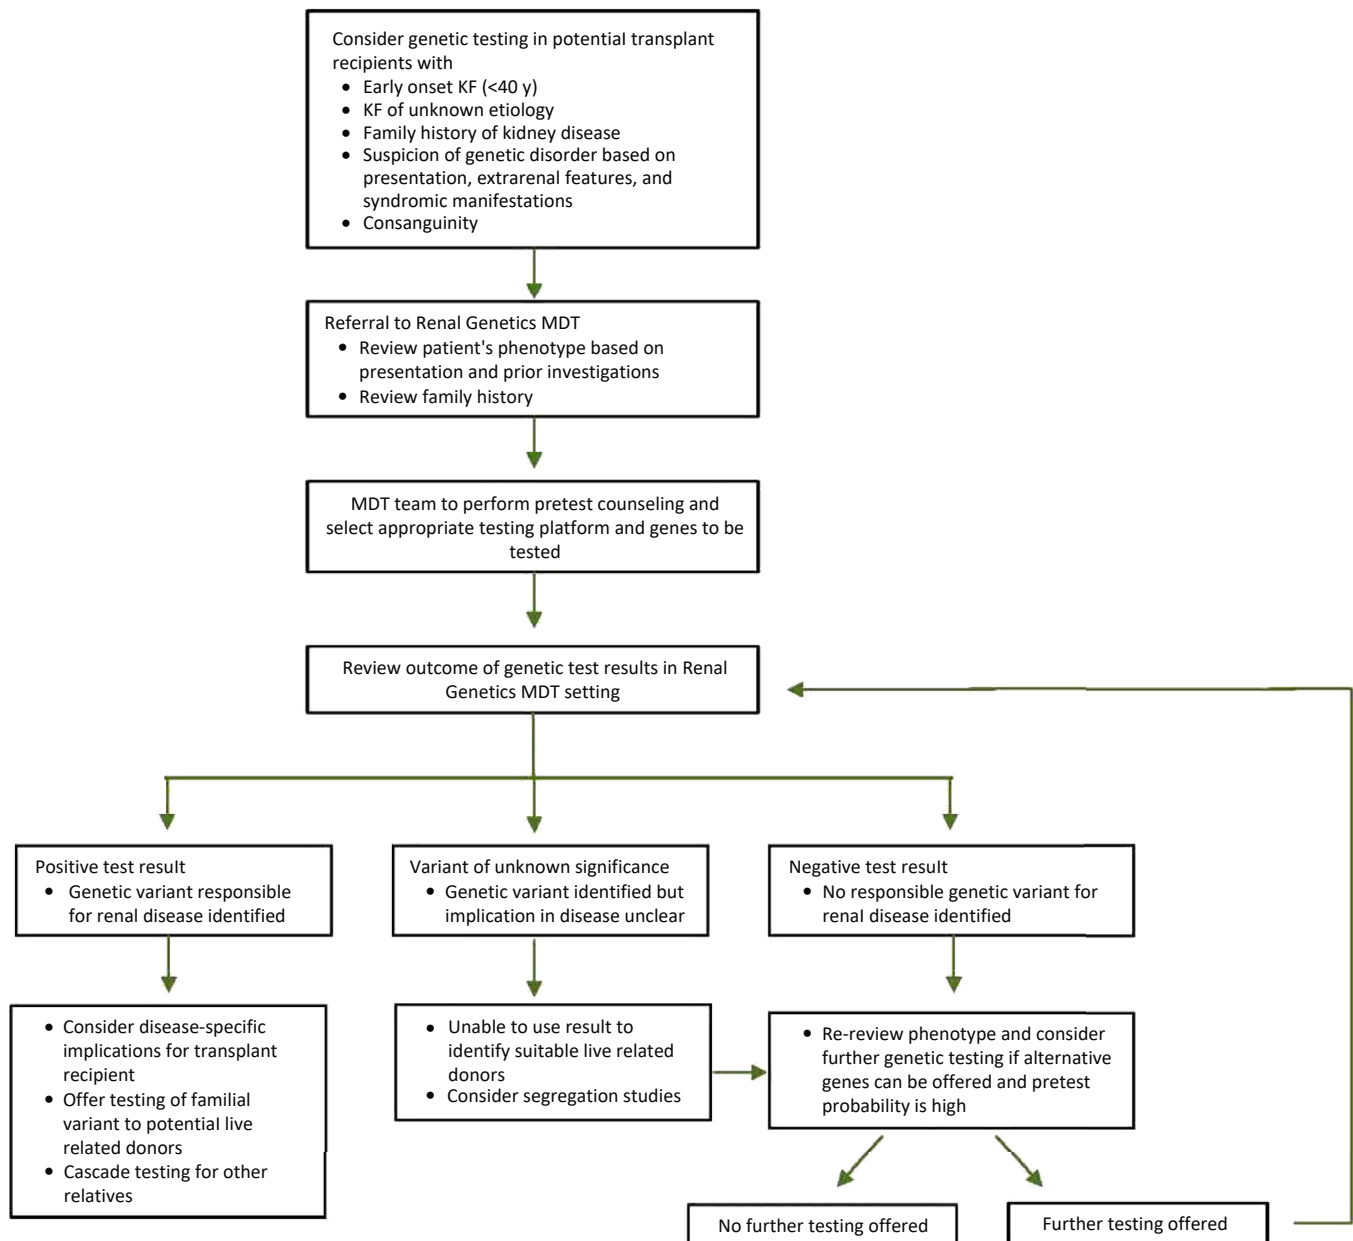 Consider genetic testing in potential transplant
recipients with
• Early onset KF (<40 y)
• KF of unknown etiology
• Family history of kidney disease
• Suspicion of genetic disorder based on
presentation, extrarenal features, and
syndromic manifestations
• Consanguinity
Referral to Renal Genetics MDT
• Review patient's phenotype based on
presentation and prior investigations
• Review family history
MDT team to perform pretest counseling and
select appropriate testing platform and genes to be
tested
Review outcome of genetic test results in Renal
Genetics MDT setting
Positive test result
• Genetic variant responsible
for renal disease identified
Variant of unknown significance
• Genetic variant identified but
implication in disease unclear
Negative test result
• No responsible genetic variant for
renal disease identified
• Consider disease-specific
implications for transplant
recipient
• Offer testing of familial
variant to potential live
related donors
• Cascade testing for other
relatives
• Unable to use result to
identify suitable live related
donors
• Consider segregation studies
• Re-review phenotype and consider
further genetic testing if alternative
genes can be offered and pretest
probability is high
No further testing offered
Further testing offered